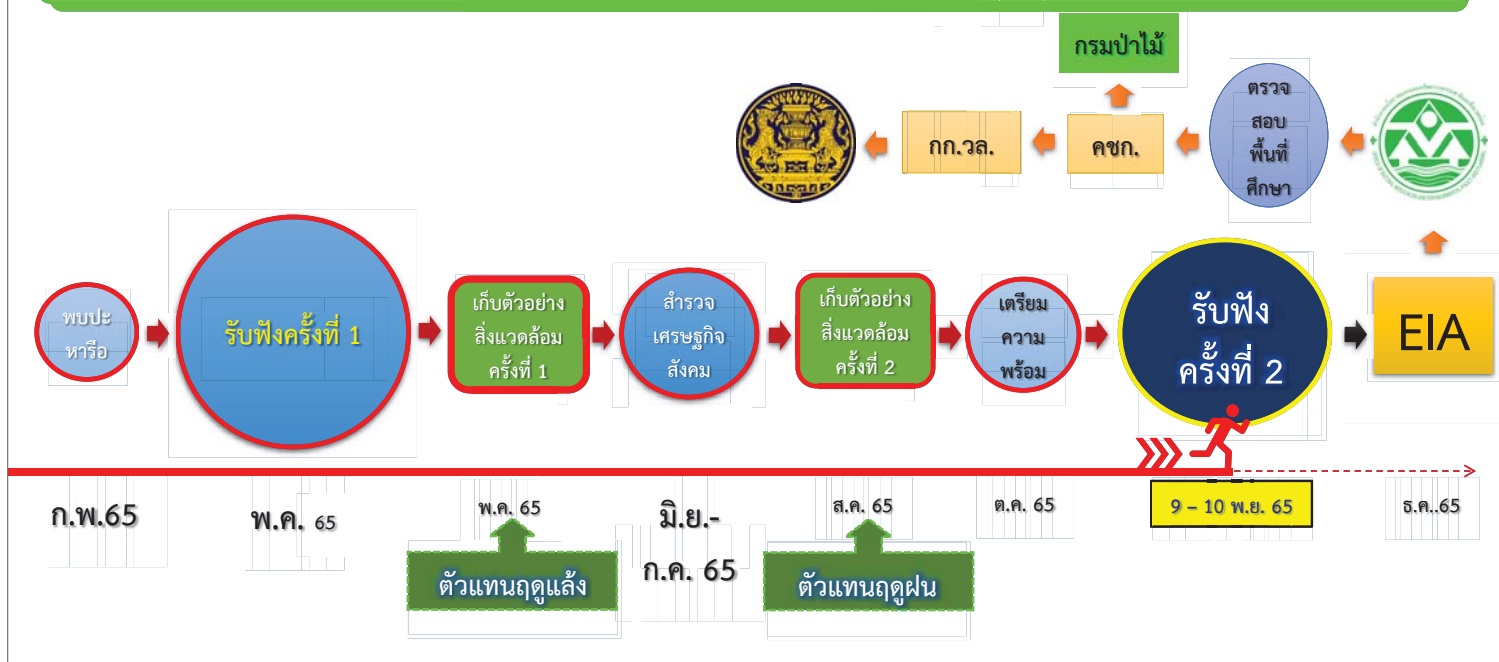 กรมป่าไม้
ตรวจ
สอบ
พื้นที่
ศึกษา
คชก.
กก.วล.
พบปะ
หารือ
รับฟังครั้งที่ 1
เก็บตัวอย่าง
สิ่งแวดล้อม
ครั้งที่ 1
สำรวจ
เศรษฐกิจ
สังคม
เก็บตัวอย่าง
สิ่งแวดล้อม
ครั้งที่ 2
เตรียม
ความ
พร้อม
รับฟัง
ครั้งที่ 2
EIA
ก.พ.65
พ.ค. 65
พ.ค. 65
มิ.ย.-
ก.ค. 65
ส.ค. 65
ต.ค. 65
9 – 10 พ.ย. 65
ธ.ค..65
ตัวแทนฤดูแล้ง
ตัวแทนฤดูฝน